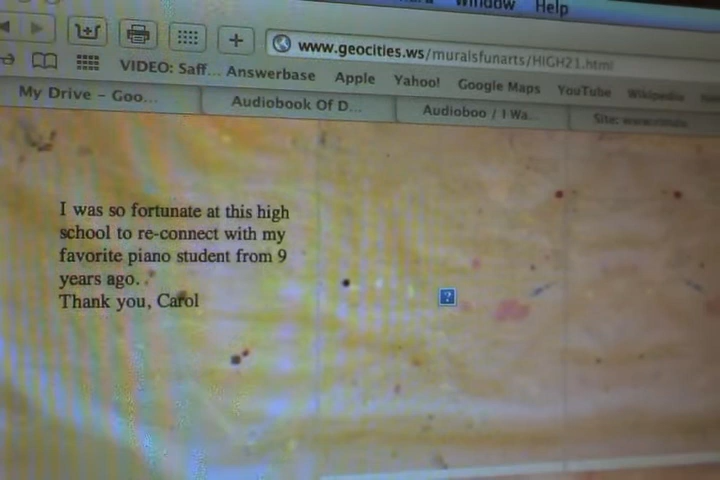 Window Help
www.geocities.ws/muralsfunarts/HIGH21.html
VIDEO: Saff... Answerbase Apple Yahoo! Google Maps YouTube Wikipedia
My Drive - Goo... Audiobook Of D... Audioboo / I Wa... Site:
I was so fortunate at this high
school to re-connect with my
favorite piano student from 9
years ago. .
Thank you, Carol
?